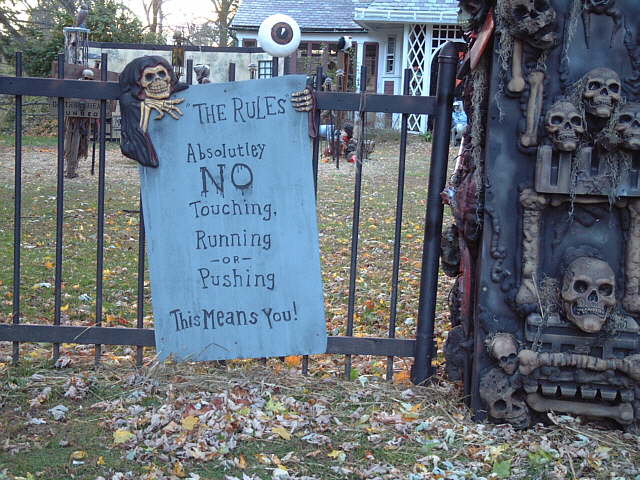 "THE RULES"
Absolutley
NO
Touching,
Running
-OR-
Pushing
This Means You!